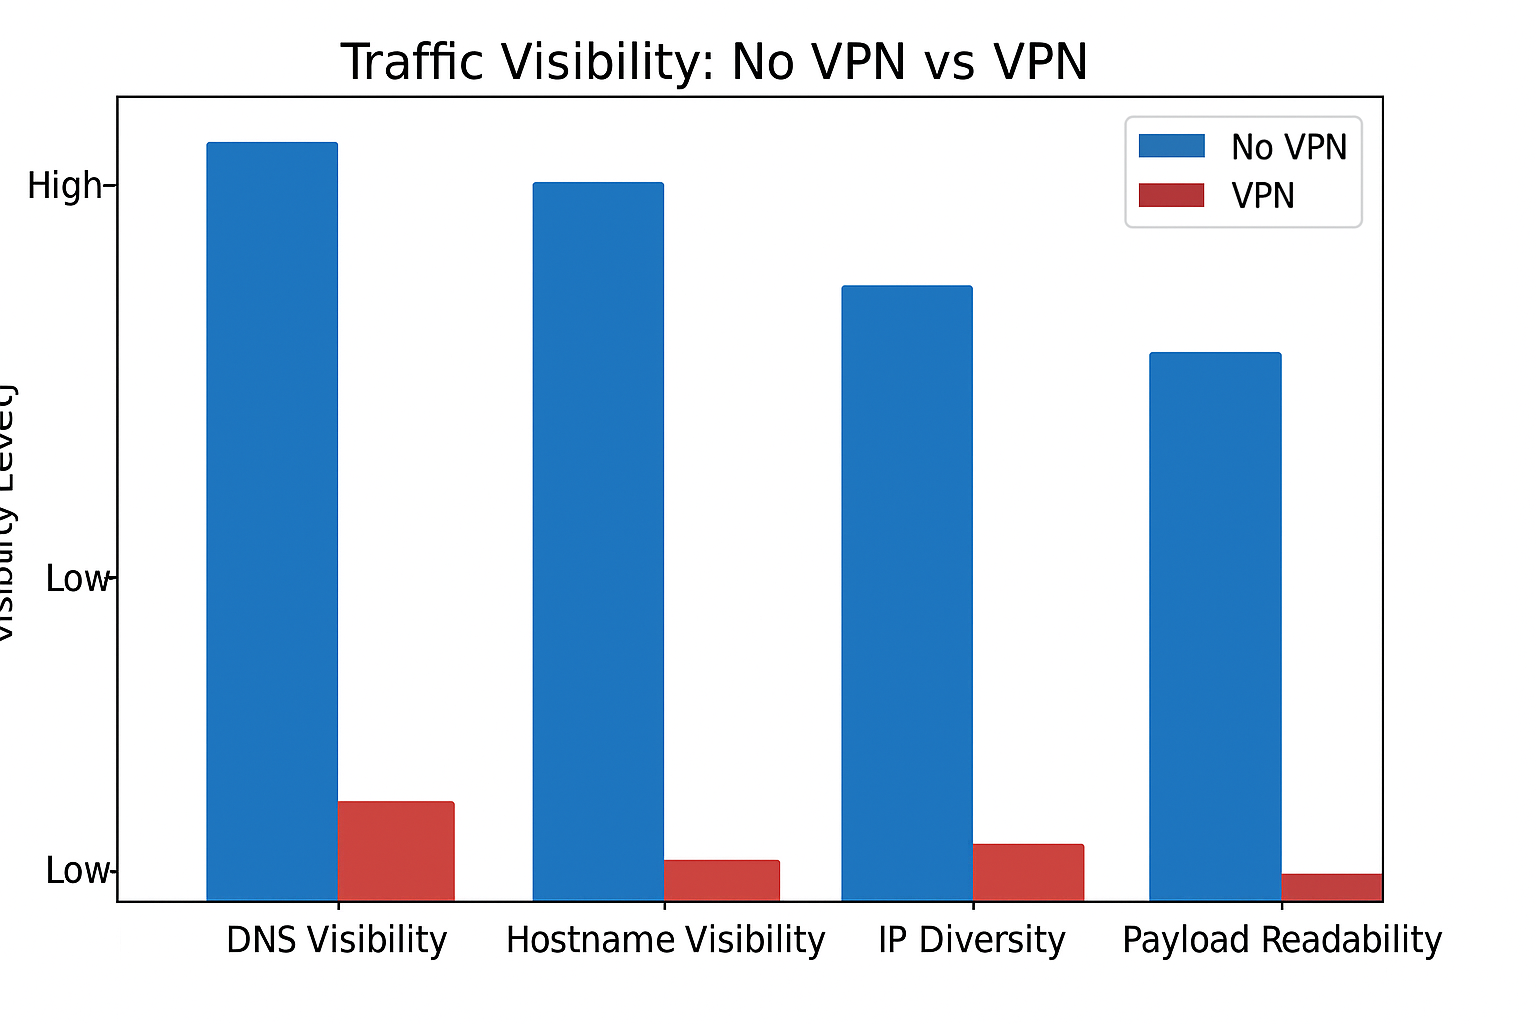 Traffic Visibility: No VPN vs VPN
No VPN
VPN
High
Low
Low
DNS Visibility
Hostname Visibility
IP Diversity
Payload Readability